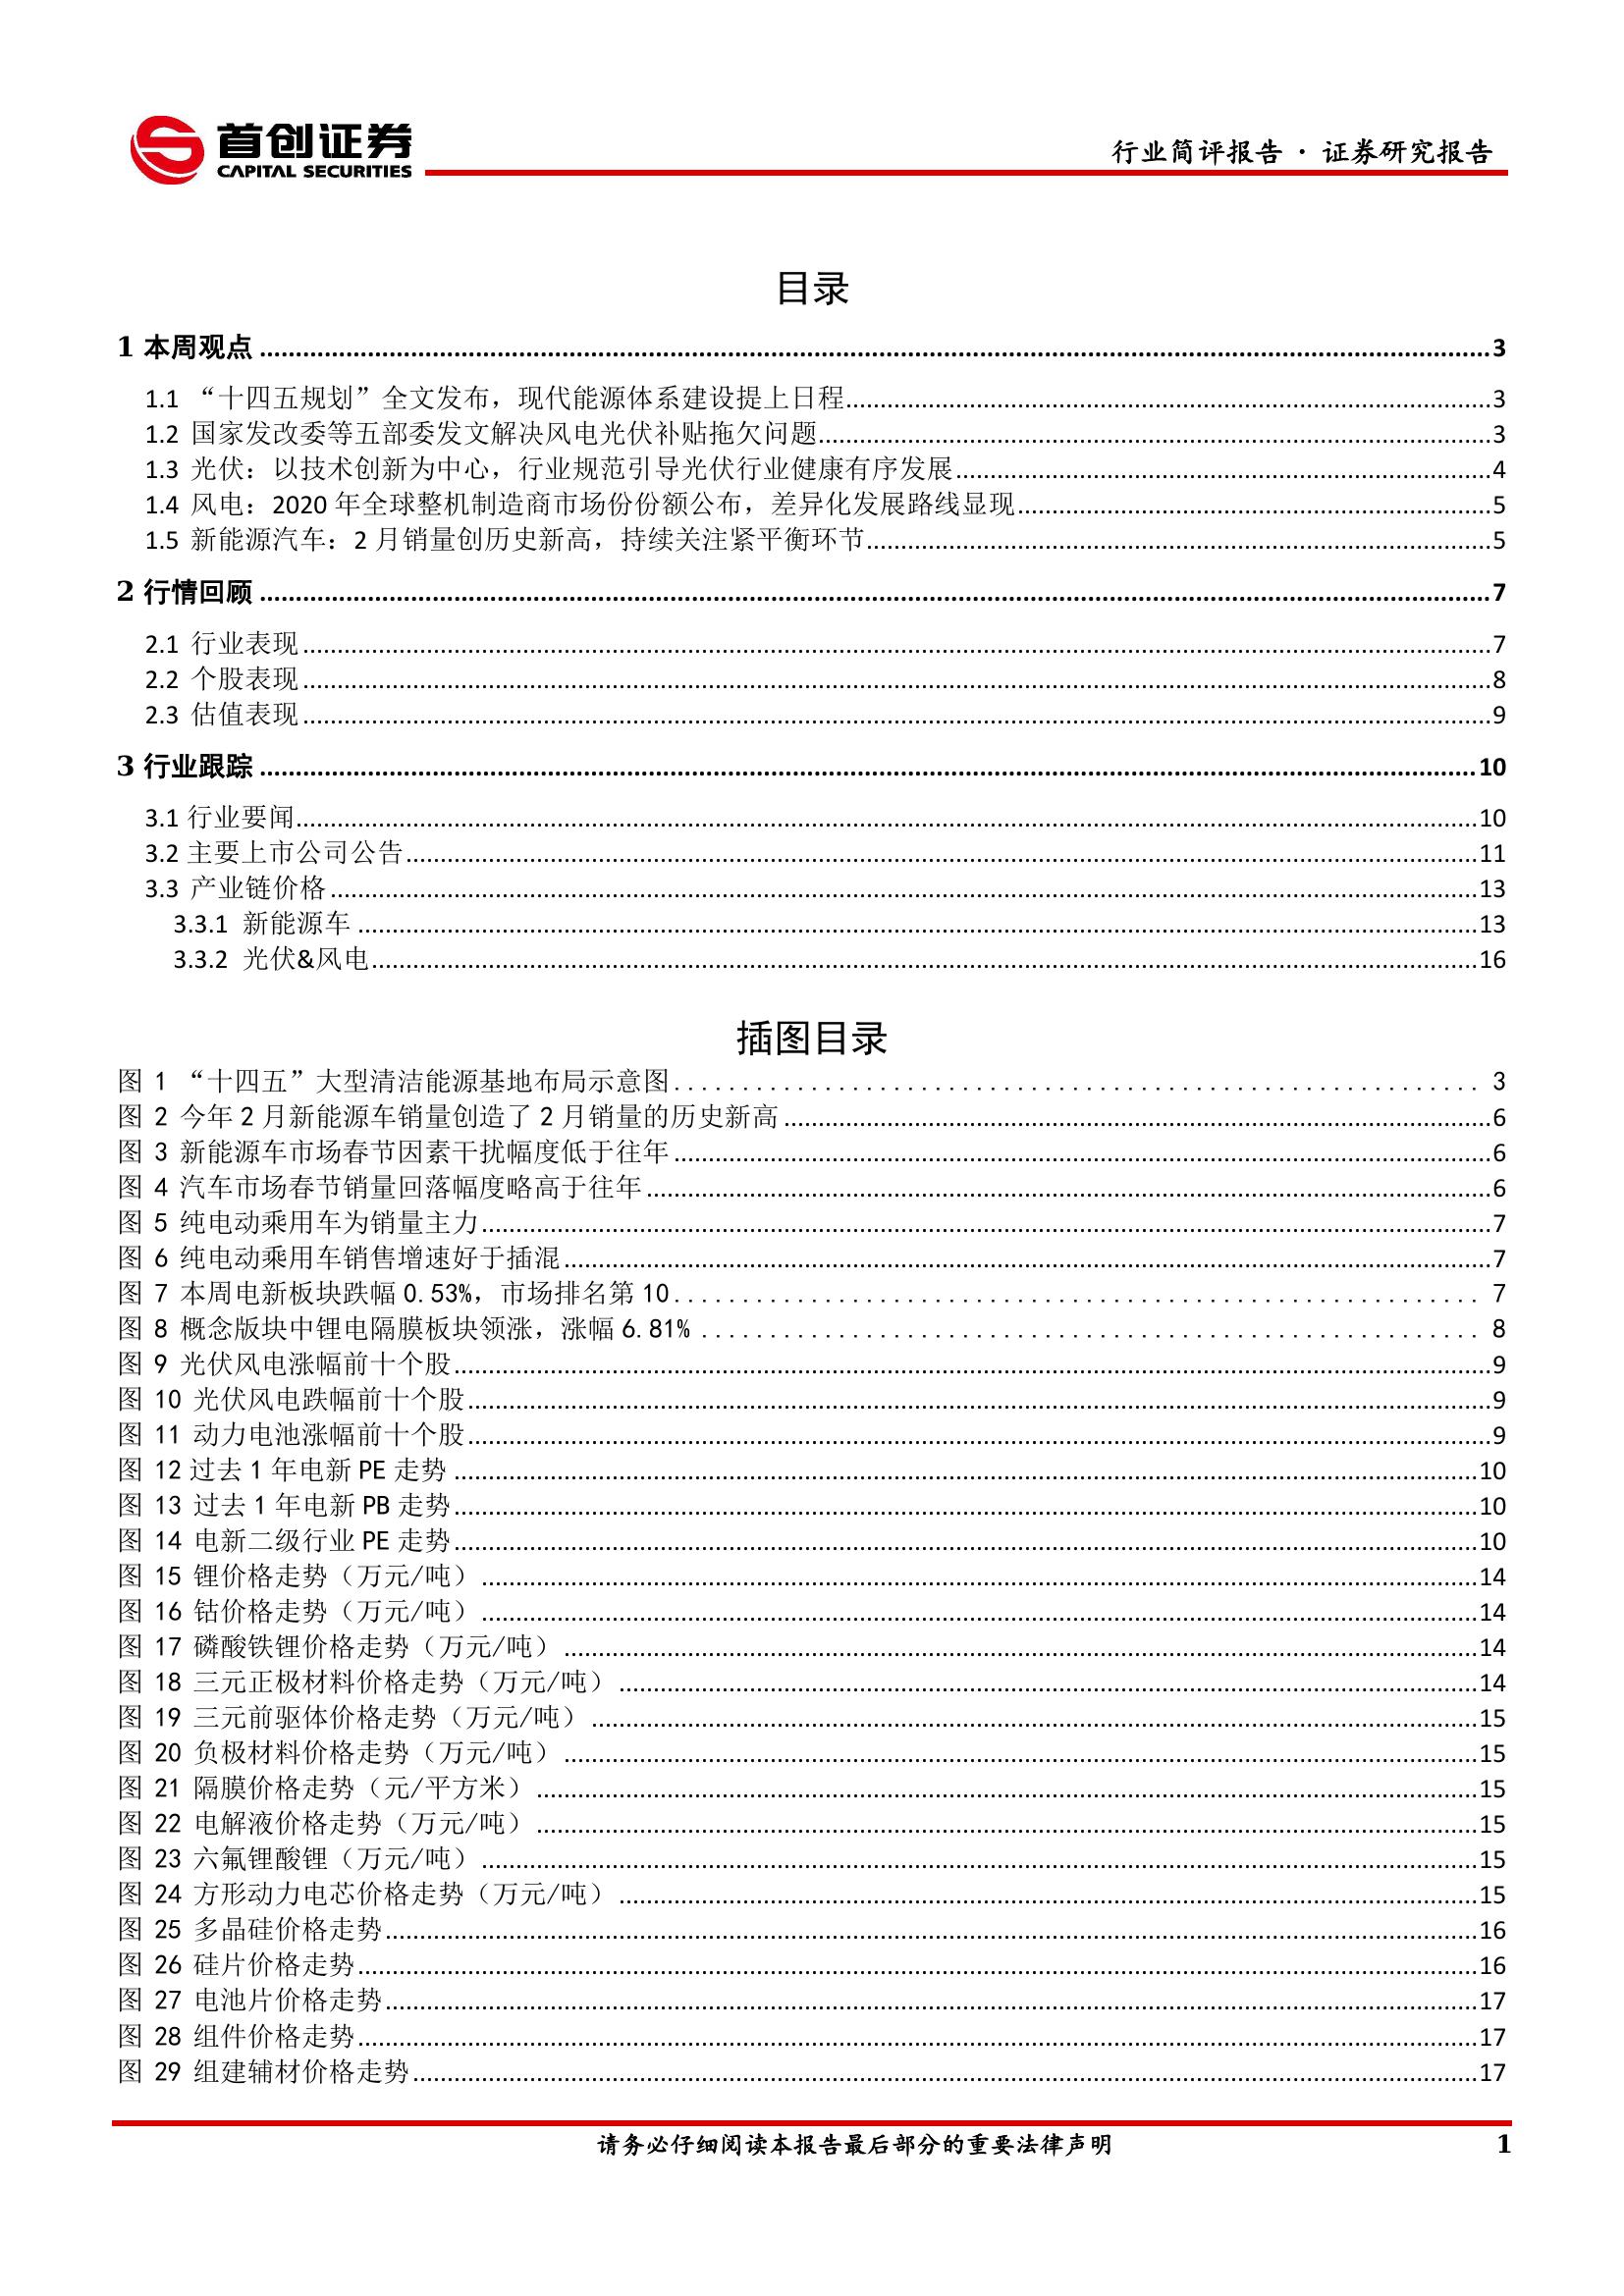 首创证券
CAPITAL SECURITIES
行业简评报告 · 证券研究报告
目录
1 本周观点 3
1.1 “十四五规划”全文发布，现代能源体系建设提上日程 3
1.2 国家发改委等五部委发文解决风电光伏补贴拖欠问题 3
1.3 光伏：以技术创新为中心，行业规范引导光伏行业健康有序发展 4
1.4 风电：2020 年全球整机制造商市场份份额公布，差异化发展路线显现 5
1.5 新能源汽车：2 月销量创历史新高，持续关注紧平衡环节 5
2 行情回顾 7
2.1 行业表现 7
2.2 个股表现 8
2.3 估值表现 9
3 行业跟踪 10
3.1 行业要闻 10
3.2 主要上市公司公告 11
3.3 产业链价格 13
3.3.1 新能源车 13
3.3.2 光伏&风电 16
插图目录
图 1 “十四五”大型清洁能源基地布局示意图 3
图 2 今年 2 月新能源车销量创造了 2 月销量的历史新高 6
图 3 新能源车市场春节因素干扰幅度低于往年 6
图 4 汽车市场春节销量回落幅度略高于往年 6
图 5 纯电动乘用车为销量主力 7
图 6 纯电动乘用车销售增速好于插混 7
图 7 本周电新板块跌幅 0.53%，市场排名第 10 7
图 8 概念版块中锂电隔膜板块领涨，涨幅 6.81% 8
图 9 光伏风电涨幅前十个股 9
图 10 光伏风电跌幅前十个股 9
图 11 动力电池涨幅前十个股 9
图 12 过去 1 年电新 PE 走势 10
图 13 过去 1 年电新 PB 走势 10
图 14 电新二级行业 PE 走势 10
图 15 锂价格走势（万元/吨） 14
图 16 钴价格走势（万元/吨） 14
图 17 磷酸铁锂价格走势（万元/吨） 14
图 18 三元正极材料价格走势（万元/吨） 14
图 19 三元前驱体价格走势（万元/吨） 15
图 20 负极材料价格走势（万元/吨） 15
图 21 隔膜价格走势（元/平方米） 15
图 22 电解液价格走势（万元/吨） 15
图 23 六氟锂酸锂（万元/吨） 15
图 24 方形动力电芯价格走势（万元/吨） 15
图 25 多晶硅价格走势 16
图 26 硅片价格走势 16
图 27 电池片价格走势 17
图 28 组件价格走势 17
图 29 组建辅材价格走势 17
请务必仔细阅读本报告最后部分的重要法律声明 1